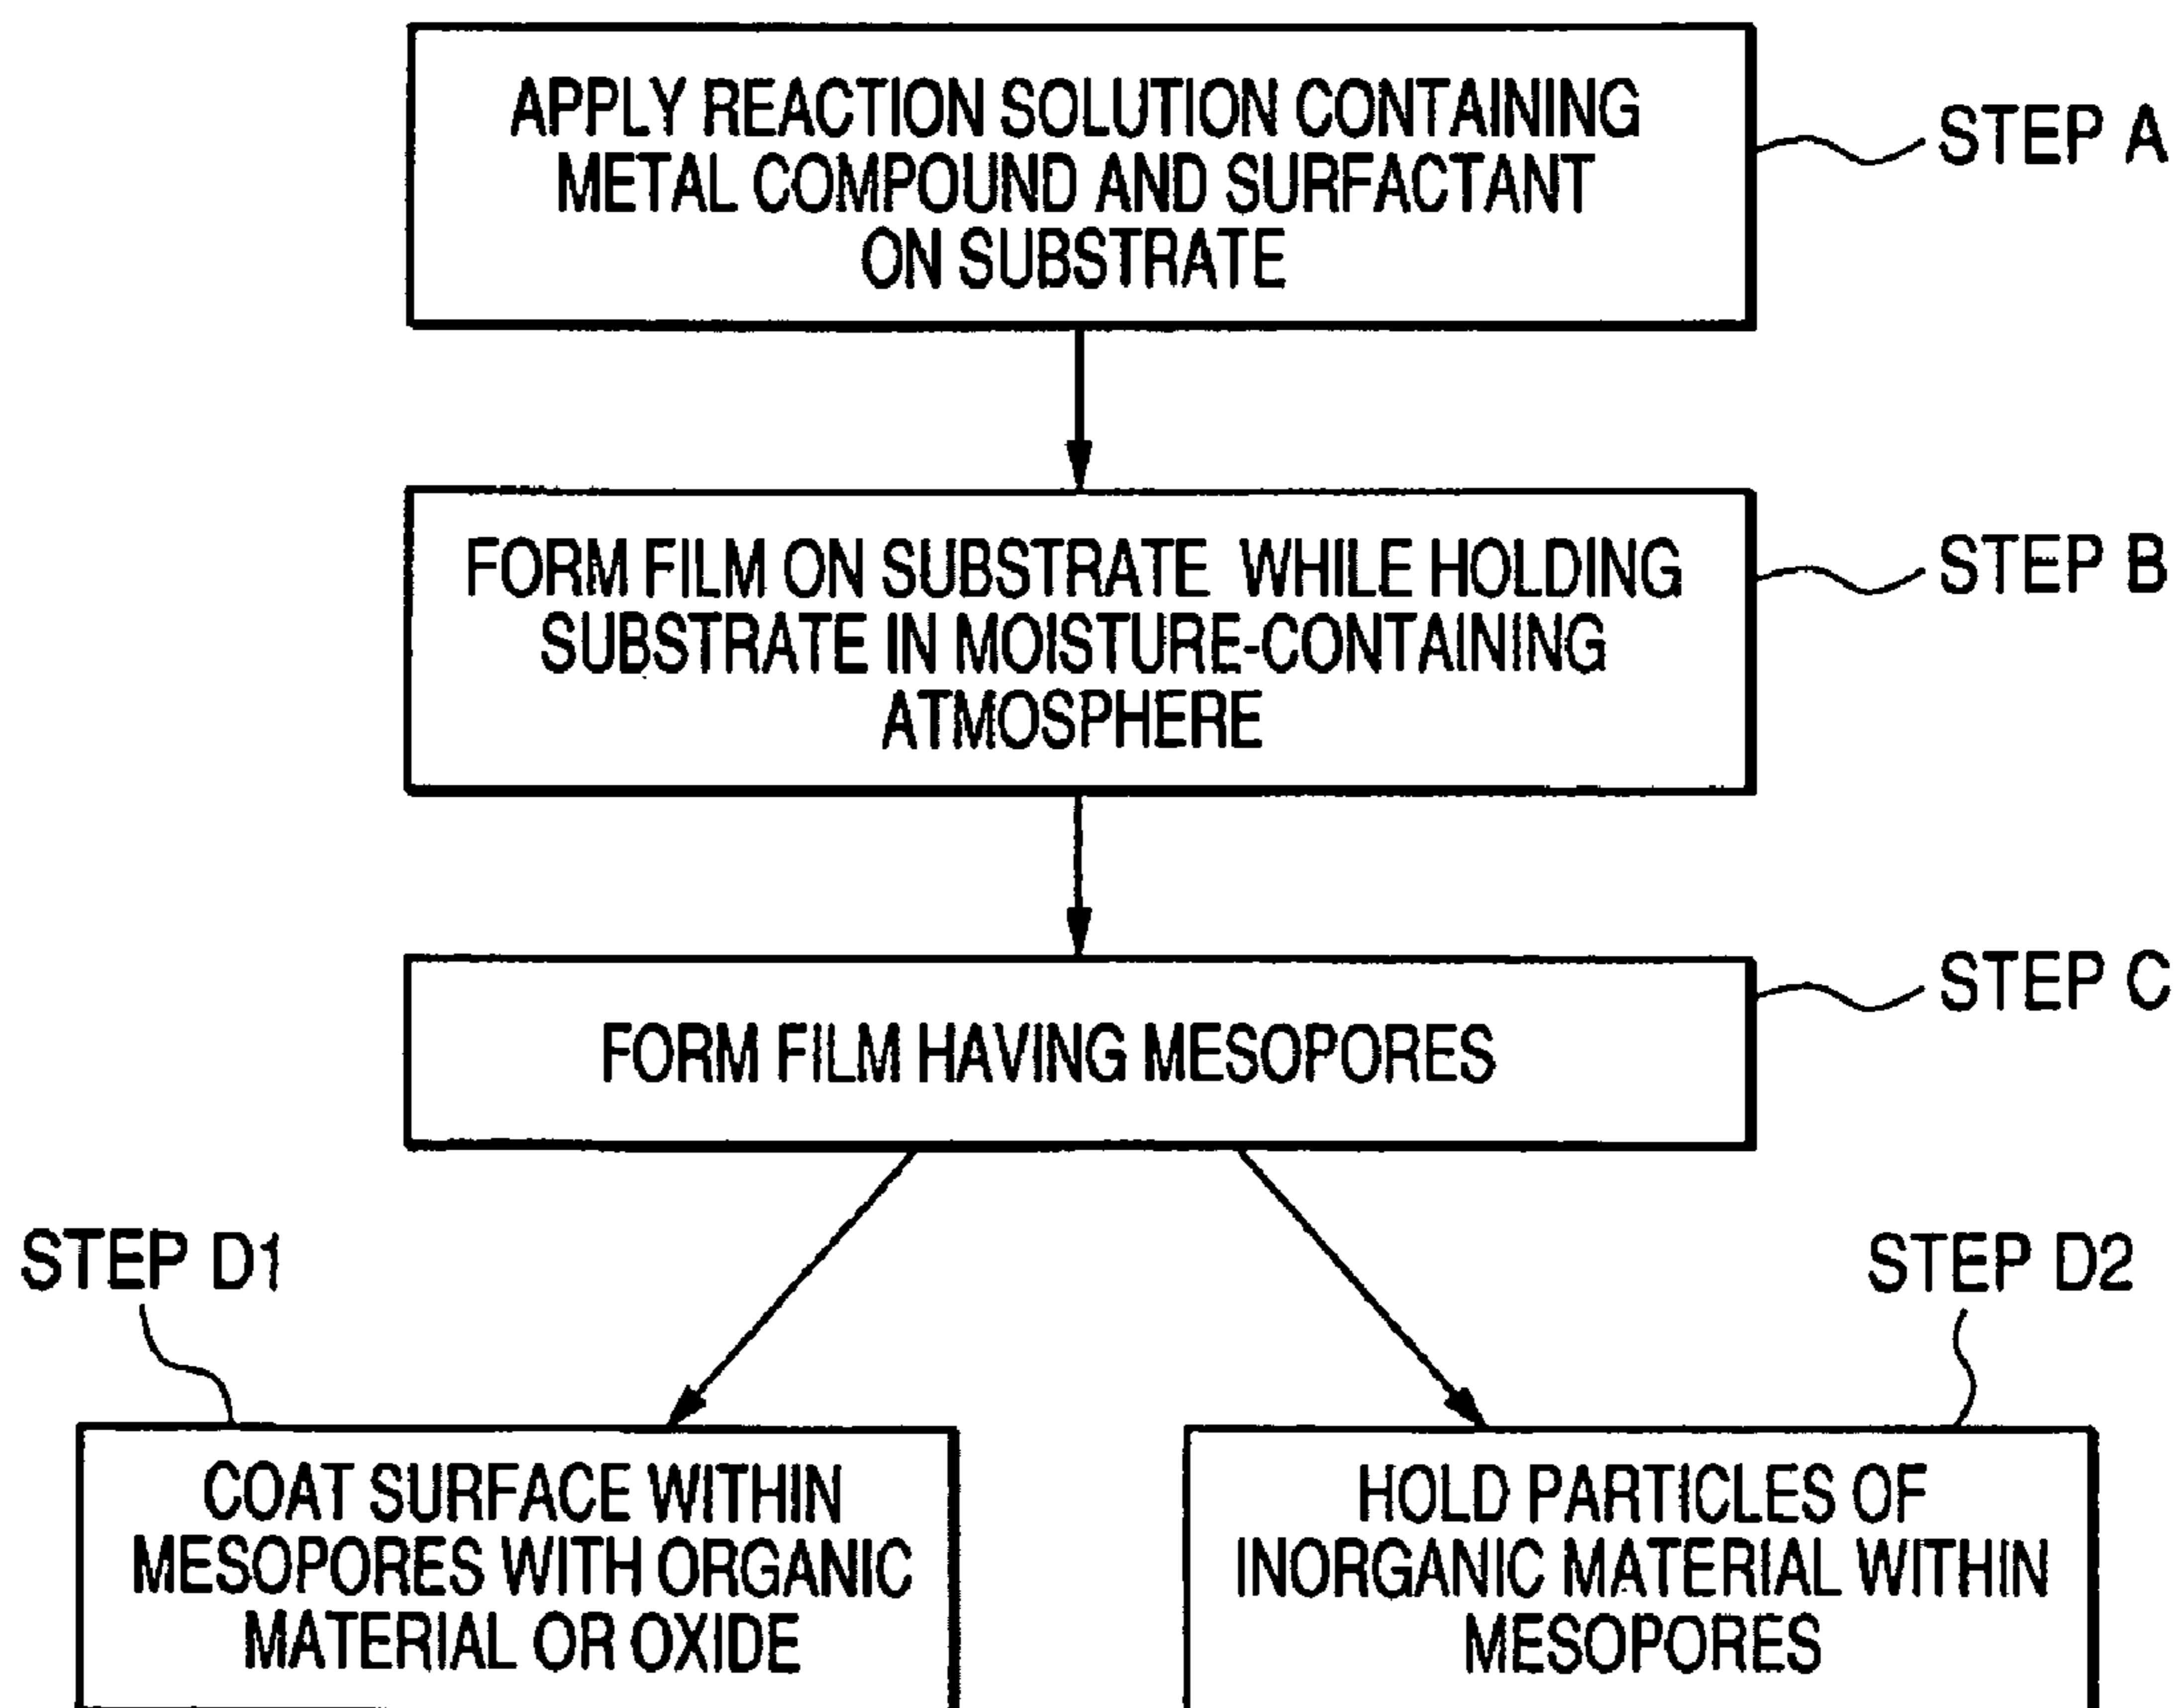 APPLY REACTION SOLUTION CONTAINING
METAL COMPOUND AND SURFACTANT
ON SUBSTRATE
STEP A
FORM FILM ON SUBSTRATE WHILE HOLDING
SUBSTRATE IN MOISTURE-CONTAINING
ATMOSPHERE
STEP B
FORM FILM HAVING MESOPORES
STEP C
STEP D1
COAT SURFACE WITHIN
MESOPORES WITH ORGANIC
MATERIAL OR OXIDE
STEP D2
HOLD PARTICLES OF
INORGANIC MATERIAL WITHIN
MESOPORES